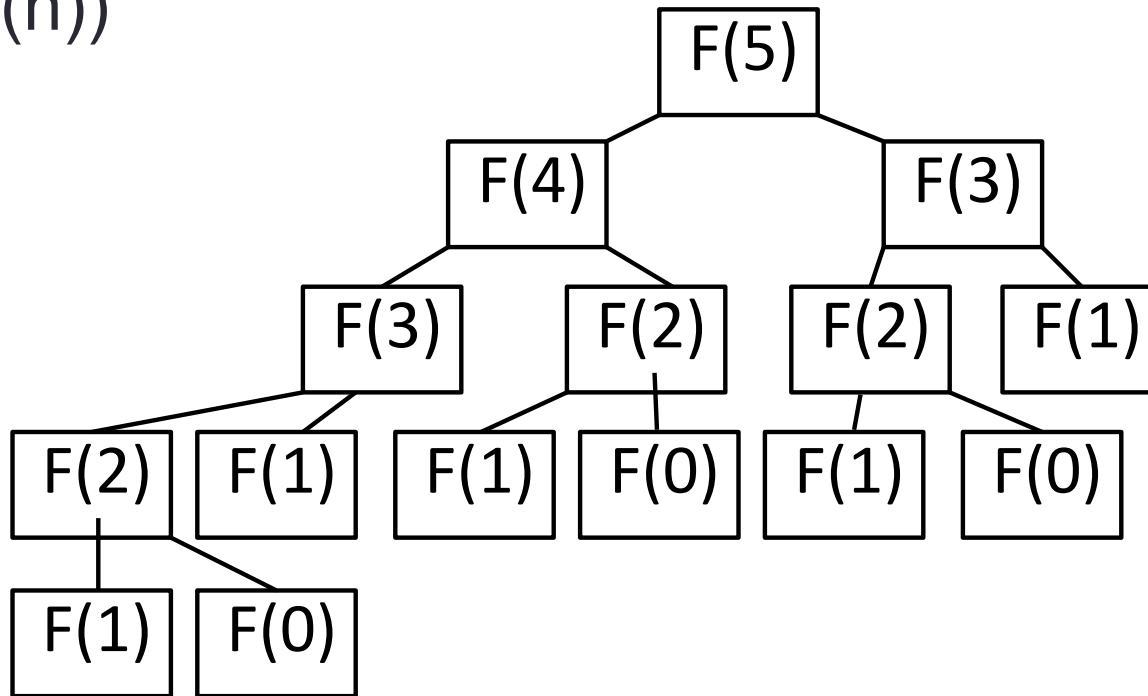 (n))
F(5)
F(4) F(3)
F(3) F(2) F(2) F(1)
F(2) F(1) F(1) F(0) F(1) F(0)
F(1) F(0)